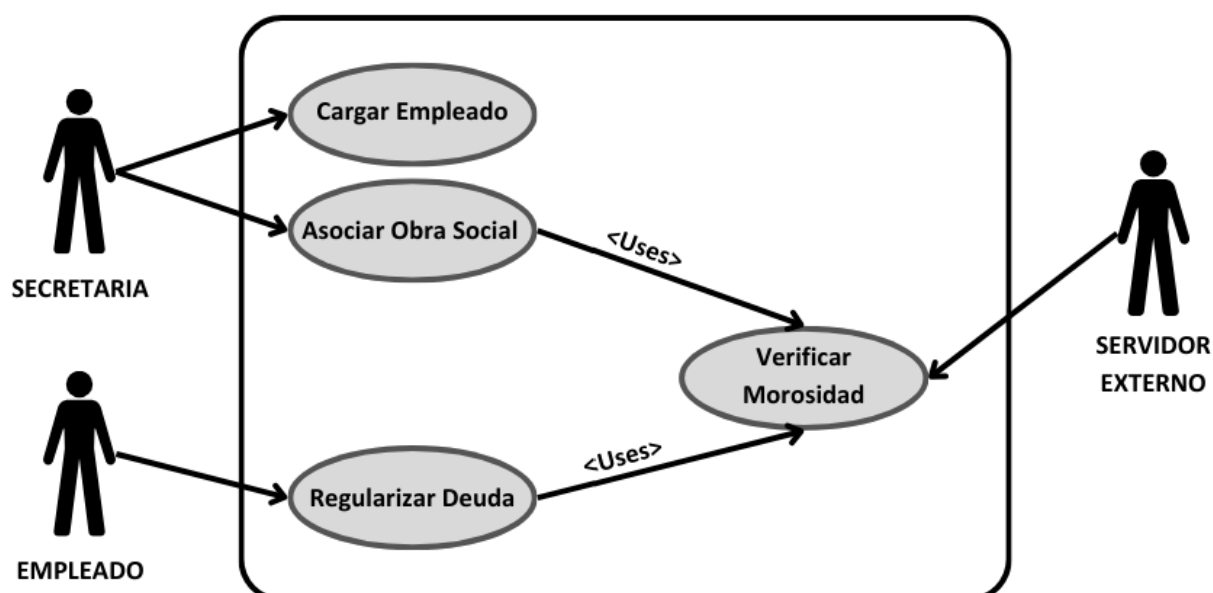 Cargar Empleado
Asociar Obra Social
<Uses>
SECRETARIA
Verificar
Morosidad
SERVIDOR
EXTERNO
<Uses>
Regularizar Deuda
EMPLEADO